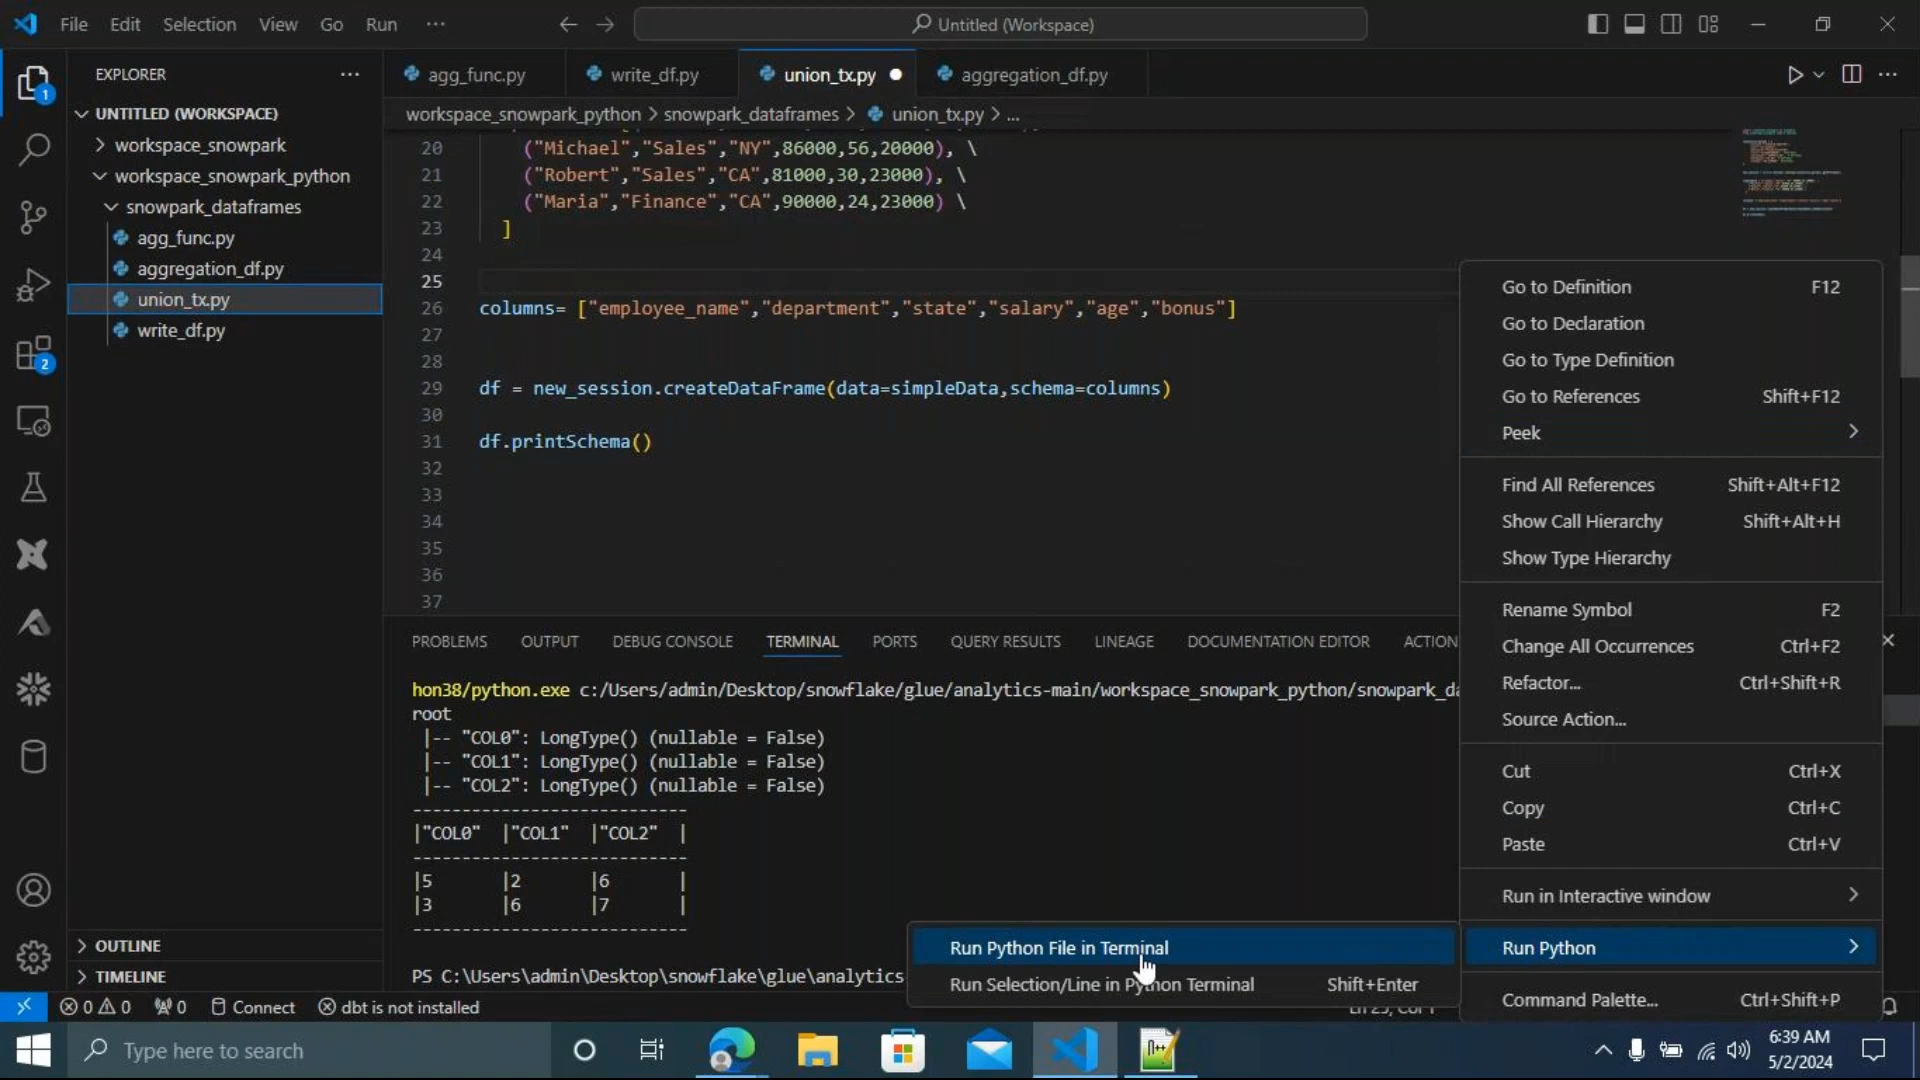 File Edit Selection View Go Run ...
Untitled (Workspace)
EXPLORER
UNTITLED (WORKSPACE)
workspace_snowpark
workspace_snowpark_python
snowpark_dataframes
agg_func.py
aggregation_df.py
union_tx.py
write_df.py
OUTLINE
TIMELINE
1
2
agg_func.py write_df.py union_tx.py aggregation_df.py
workspace_snowpark_python > snowpark_dataframes > union_tx.py > ...
20 ("Michael","Sales","NY",86000,56,20000), \
21 ("Robert","Sales","CA",81000,30,23000), \
22 ("Maria","Finance","CA",90000,24,23000) \
23 ]
24
25
26 columns= ["employee_name","department","state","salary","age","bonus"]
27
28
29 df = new_session.createDataFrame(data=simpleData,schema=columns)
30
31 df.printSchema()
32
33
34
35
36
37
PROBLEMS OUTPUT DEBUG CONSOLE TERMINAL PORTS QUERY RESULTS LINEAGE DOCUMENTATION EDITOR ACTION
hon38/python.exe c:/Users/admin/Desktop/snowflake/glue/analytics-main/workspace_snowpark_python/snowpark_da
root
|-- "COL0": LongType() (nullable = False)
|-- "COL1": LongType() (nullable = False)
|-- "COL2": LongType() (nullable = False)
----------------------------
|"COL0" |"COL1" |"COL2" |
----------------------------
|5 |2 |6 |
|3 |6 |7 |
----------------------------
PS C:\Users\admin\Desktop\snowflake\glue\analytics
Go to Definition F12
Go to Declaration
Go to Type Definition
Go to References Shift+F12
Peek
Find All References Shift+Alt+F12
Show Call Hierarchy Shift+Alt+H
Show Type Hierarchy
Rename Symbol F2
Change All Occurrences Ctrl+F2
Refactor... Ctrl+Shift+R
Source Action...
Cut Ctrl+X
Copy Ctrl+C
Paste Ctrl+V
Run in Interactive window
Run Python
Command Palette... Ctrl+Shift+P
Run Python File in Terminal
Run Selection/Line in Python Terminal Shift+Enter
0 0 0 Connect dbt is not installed
Type here to search
6:39 AM
5/2/2024